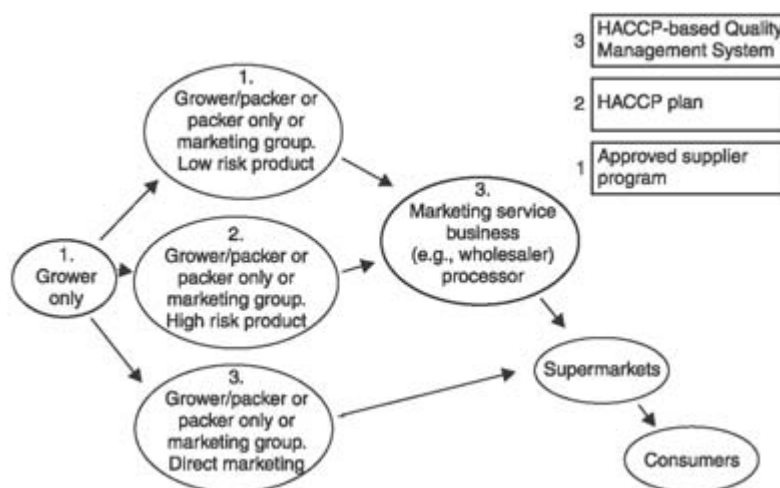 3
HACCP-based Quality
Management System
2
HACCP plan
1
Approved supplier
program
1.
Grower/packer or
packer only or
marketing group.
Low risk product
3.
Marketing service
business
(e.g., wholesaler)
processor
1.
Grower
only
2.
Grower/packer or
packer only or
marketing group.
High risk product
3.
Grower/packer or
packer only or
marketing group.
Direct marketing
Supermarkets
Consumers